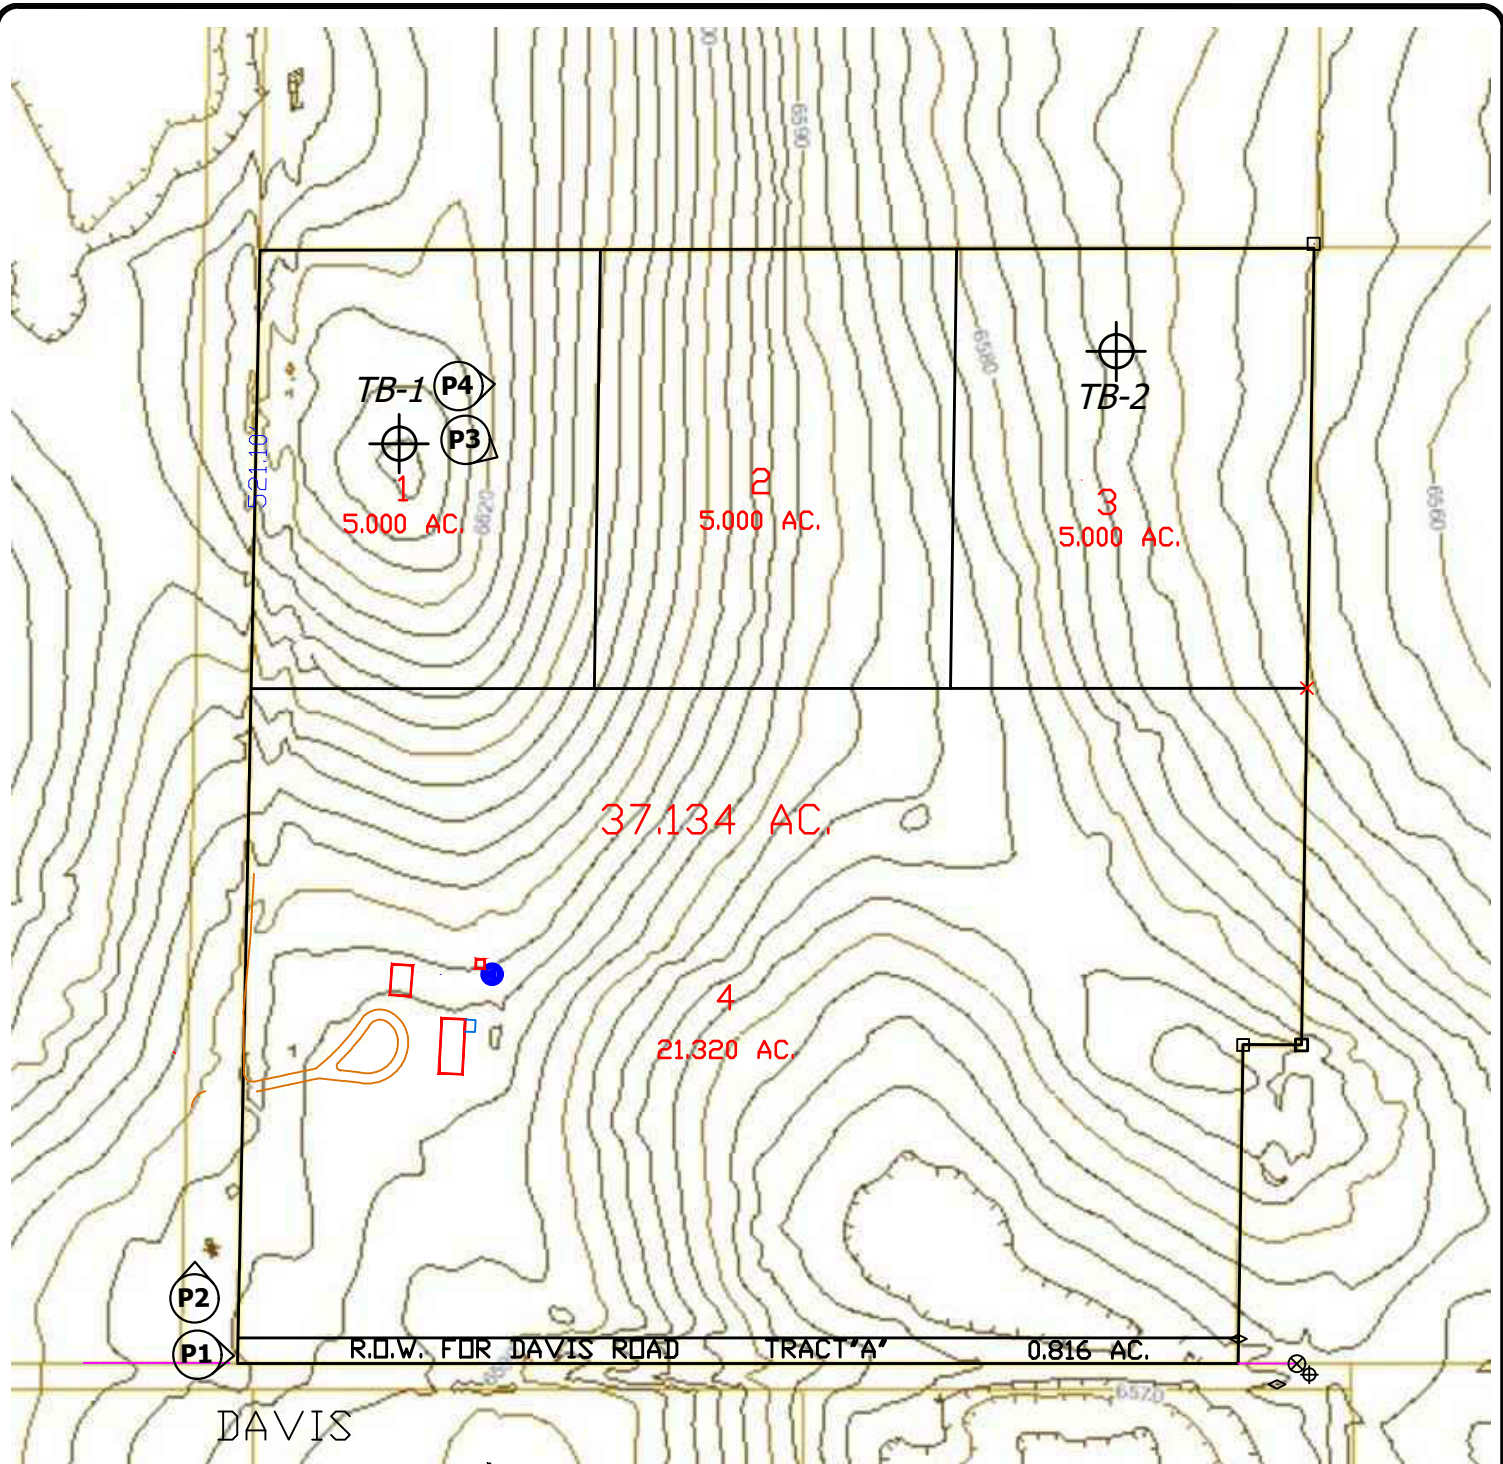 6590
6580
TB-1
P4
TB-2
P3
521.10'
1
2
3
5.000 AC.
6620
5.000 AC.
5.000 AC.
6560
37.134 AC.
4
21.320 AC.
P2
P1
R.O.W. FOR DAVIS ROAD TRACT"A" 0.816 AC.
6570
DAVIS